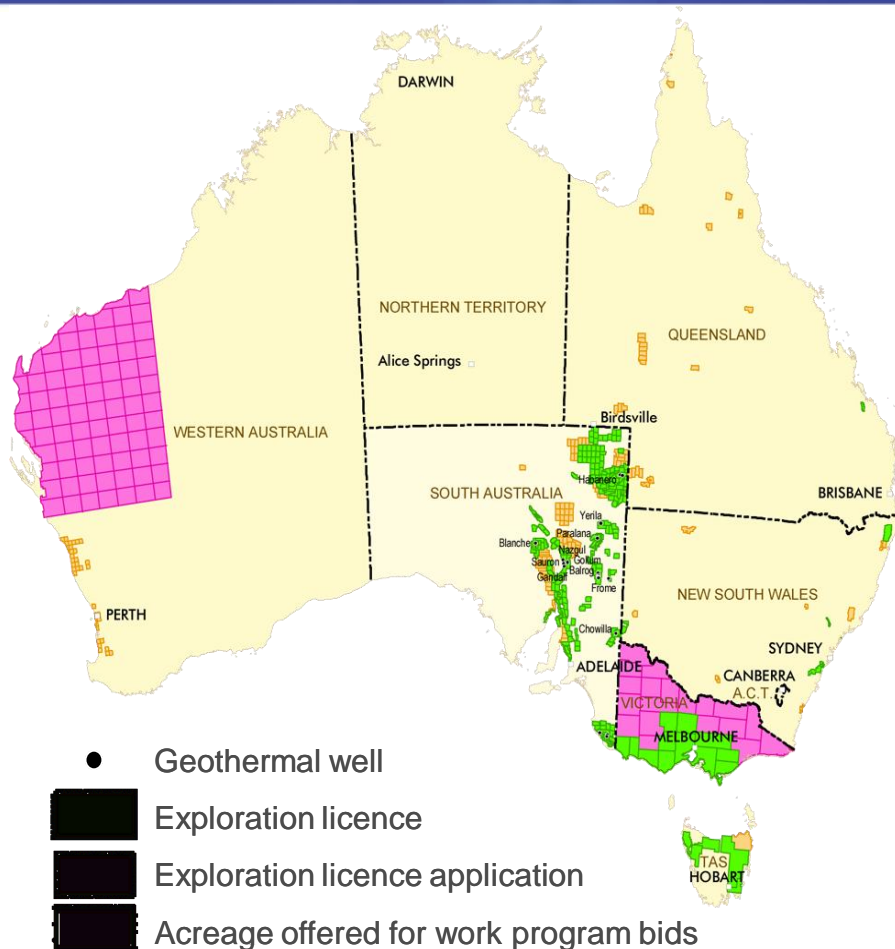 DARWIN
NORTHERN TERRITORY
QUEENSLAND
Alice Springs
Birdsville
WESTERN AUSTRALIA
Habanero
SOUTH AUSTRALIA
BRISBANE
Yerila
Paralana
Blanche
Nazgul
Sauron
Gollum
Balrog
Gandalf
Frome
NEW SOUTH WALES
PERTH
Chowilla
SYDNEY
ADELAIDE
CANBERRA
A.C.T.
VICTORIA
MELBOURNE
Geothermal well
Exploration licence
TAS
Exploration licence application
HOBART
Acreage offered for work program bids